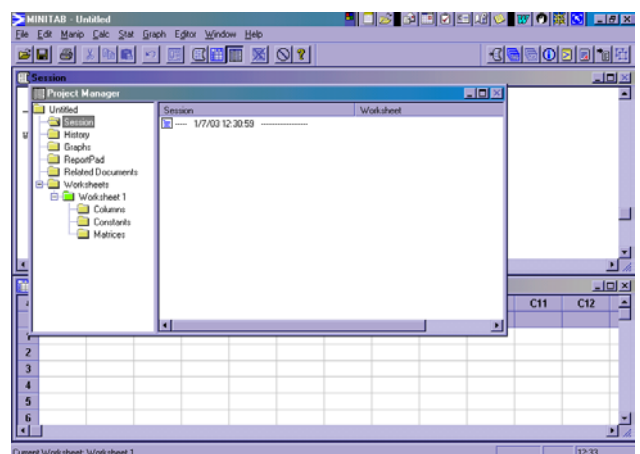 MINITAB - Untitled
File Edit Manip Calc Stat Graph Editor Window Help
Session
Project Manager
Untitled
Session
History
Graphs
ReportPad
Related Documents
Worksheets
Worksheet 1
Columns
Constants
Matrices
Session Worksheet
---- 1/7/03 12:30:59 ----------------
C11 C12
1
2
3
4
5
6
Current Worksheet: Worksheet 1 12:33